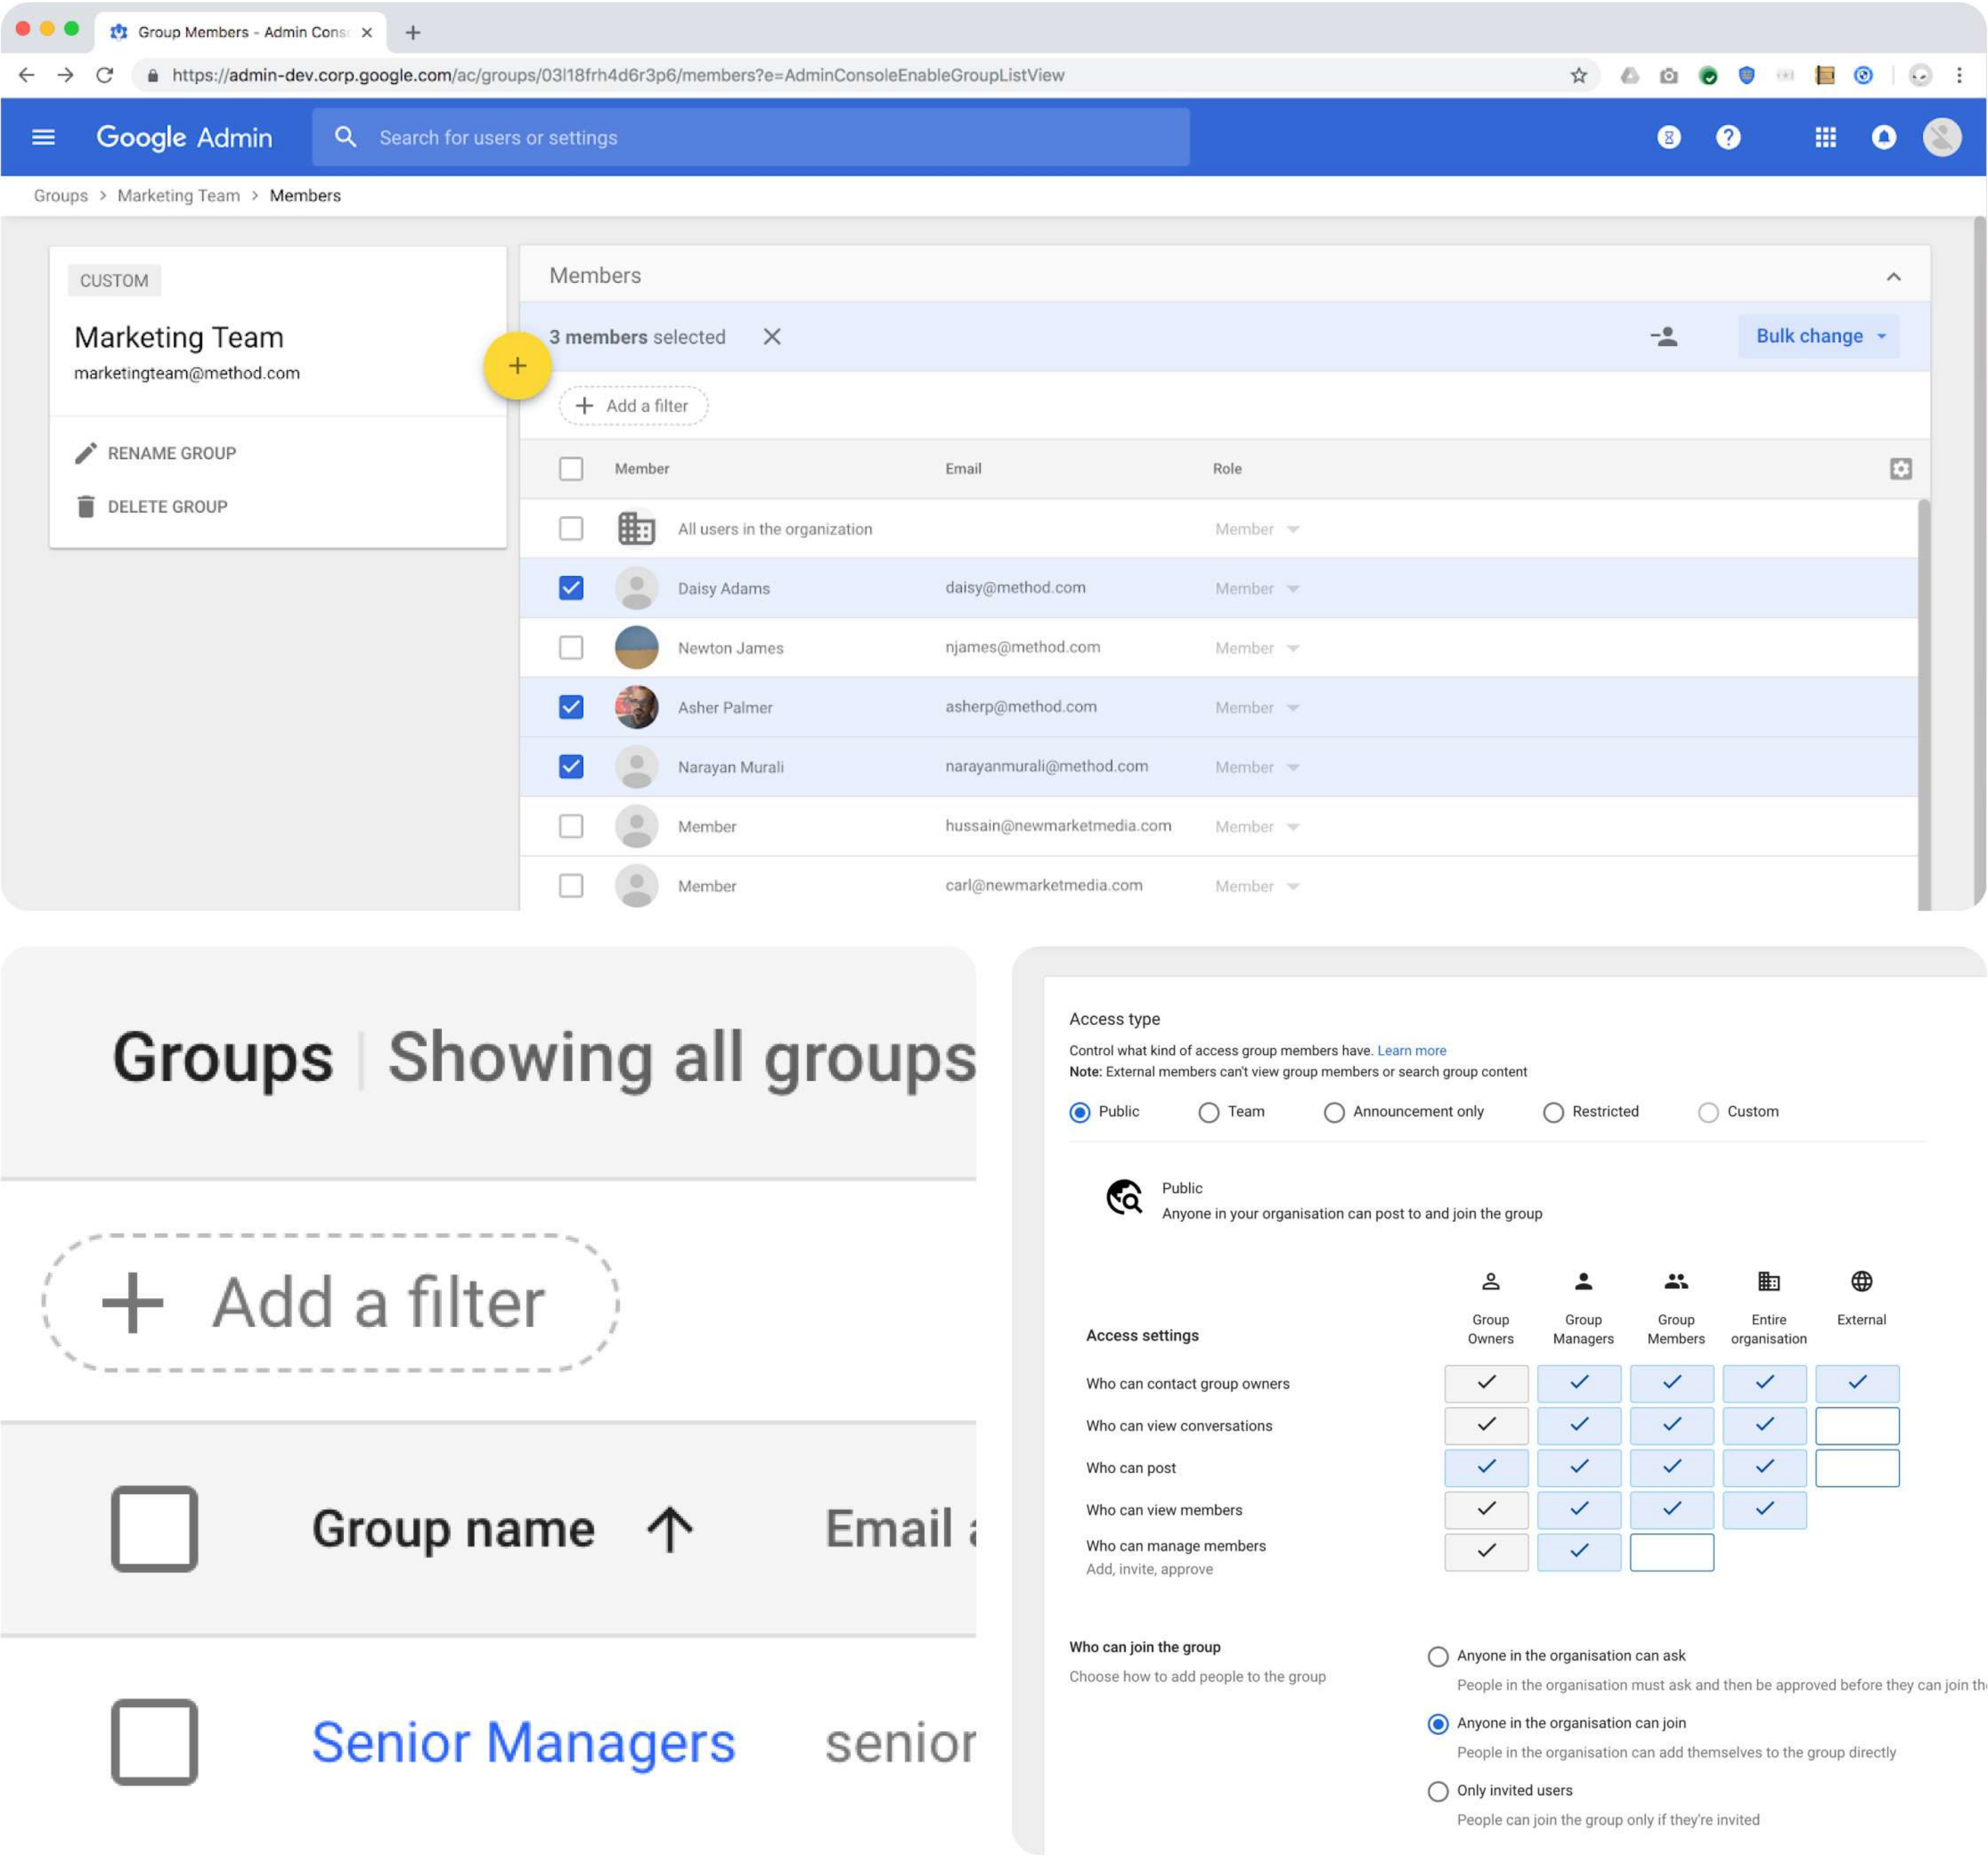 Group Members - Admin Cons
https://admin-dev.corp.google.com/ac/groups/03l18frh4d6r3p6/members?e=AdminConsoleEnableGroupListView
Google Admin
Search for users or settings
Groups > Marketing Team > Members
CUSTOM
Marketing Team
marketingteam@method.com
RENAME GROUP
DELETE GROUP
Members
3 members selected
Bulk change
Add a filter
Member Email Role
All users in the organization Member
Daisy Adams daisy@method.com Member
Newton James njames@method.com Member
Asher Palmer asherp@method.com Member
Narayan Murali narayanmurali@method.com Member
Member hussain@newmarketmedia.com Member
Member carl@newmarketmedia.com Member
Groups | Showing all groups
Add a filter
Group name Email
Senior Managers senior
Access type
Control what kind of access group members have. Learn more
Note: External members can't view group members or search group content
Public Team Announcement only Restricted Custom
Public
Anyone in your organisation can post to and join the group
Access settings
Group Owners
Group Managers
Group Members
Entire organisation
External
Who can contact group owners
Who can view conversations
Who can post
Who can view members
Who can manage members
Add, invite, approve
Who can join the group
Choose how to add people to the group
Anyone in the organisation can ask
People in the organisation must ask and then be approved before they can join th
Anyone in the organisation can join
People in the organisation can add themselves to the group directly
Only invited users
People can join the group only if they're invited